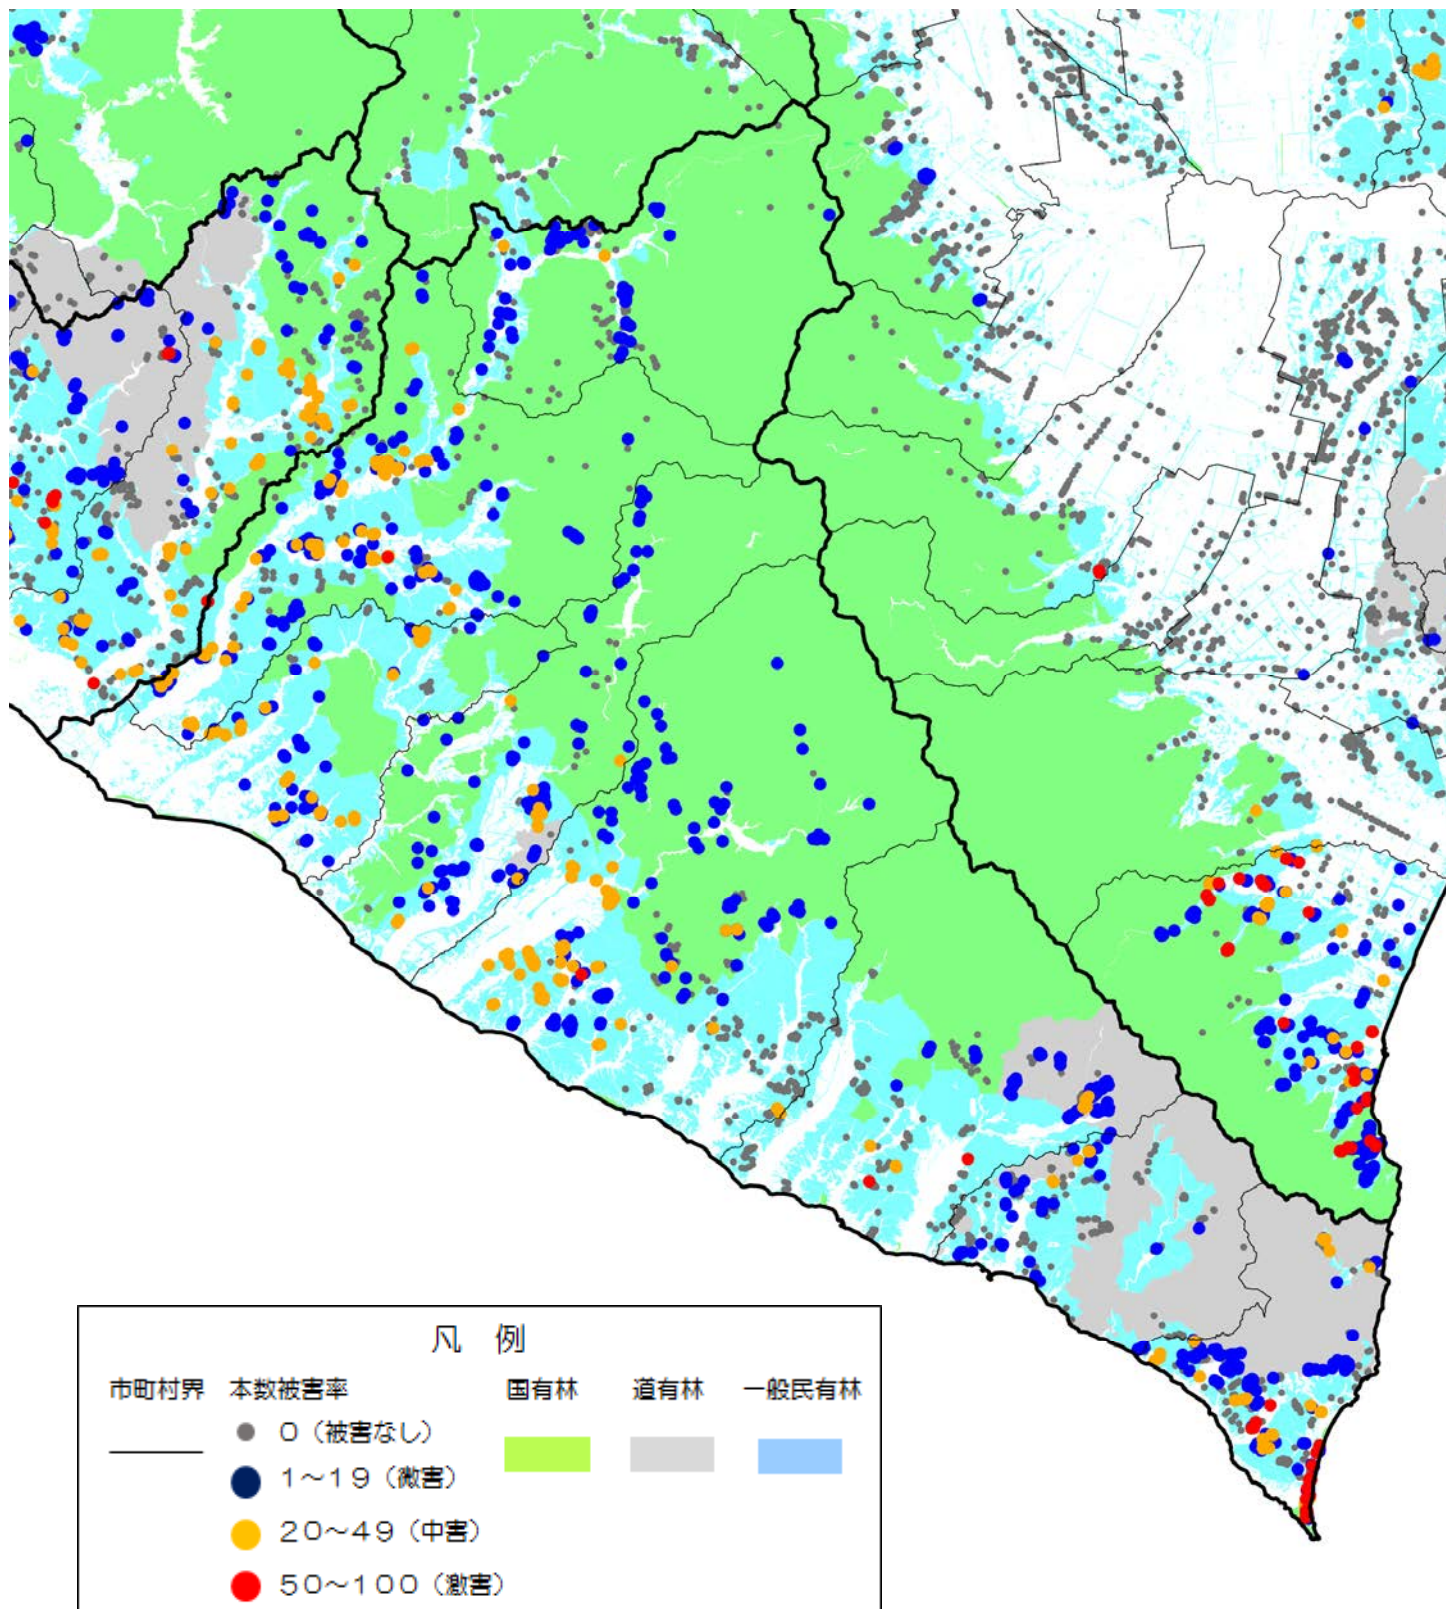 凡 例
市町村界 本数被害率 国有林 道有林 一般民有林
０（被害なし）
１～１９（微害）
２０～４９（中害）
５０～１００（激害）